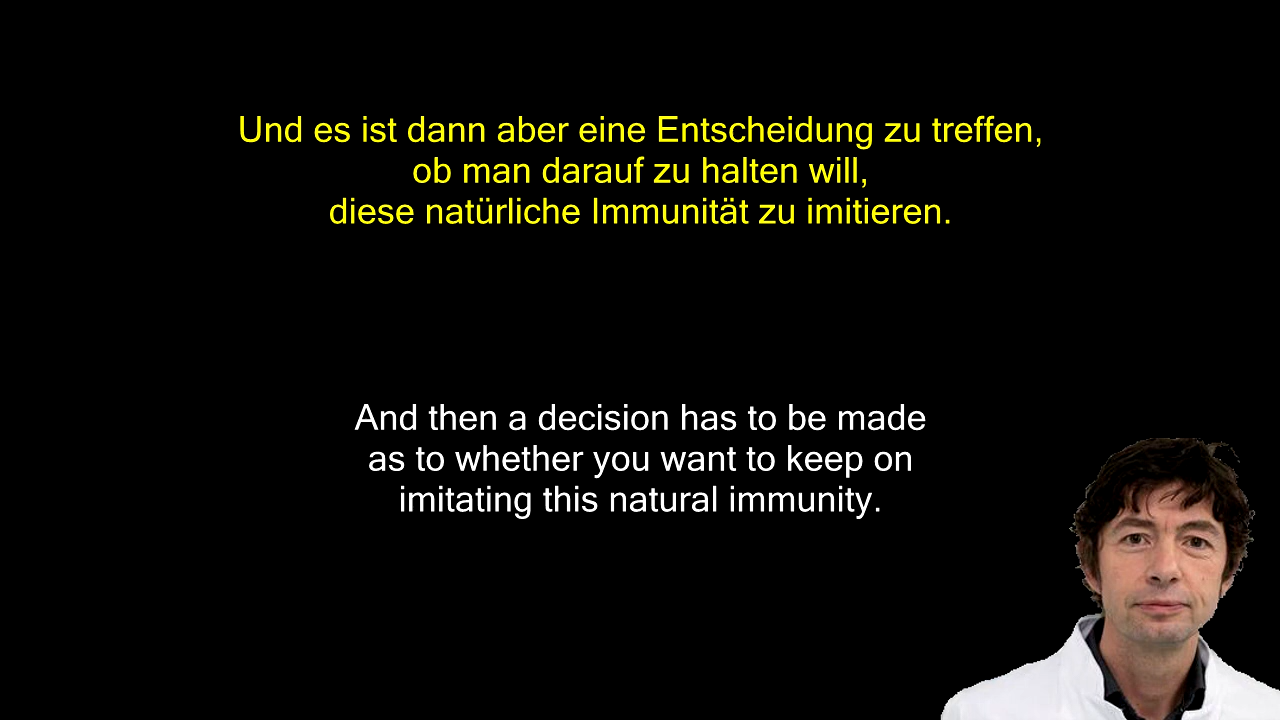 Und es ist dann aber eine Entscheidung zu treffen,
ob man darauf zu halten will,
diese natürliche Immunität zu imitieren.
And then a decision has to be made
as to whether you want to keep on
imitating this natural immunity.